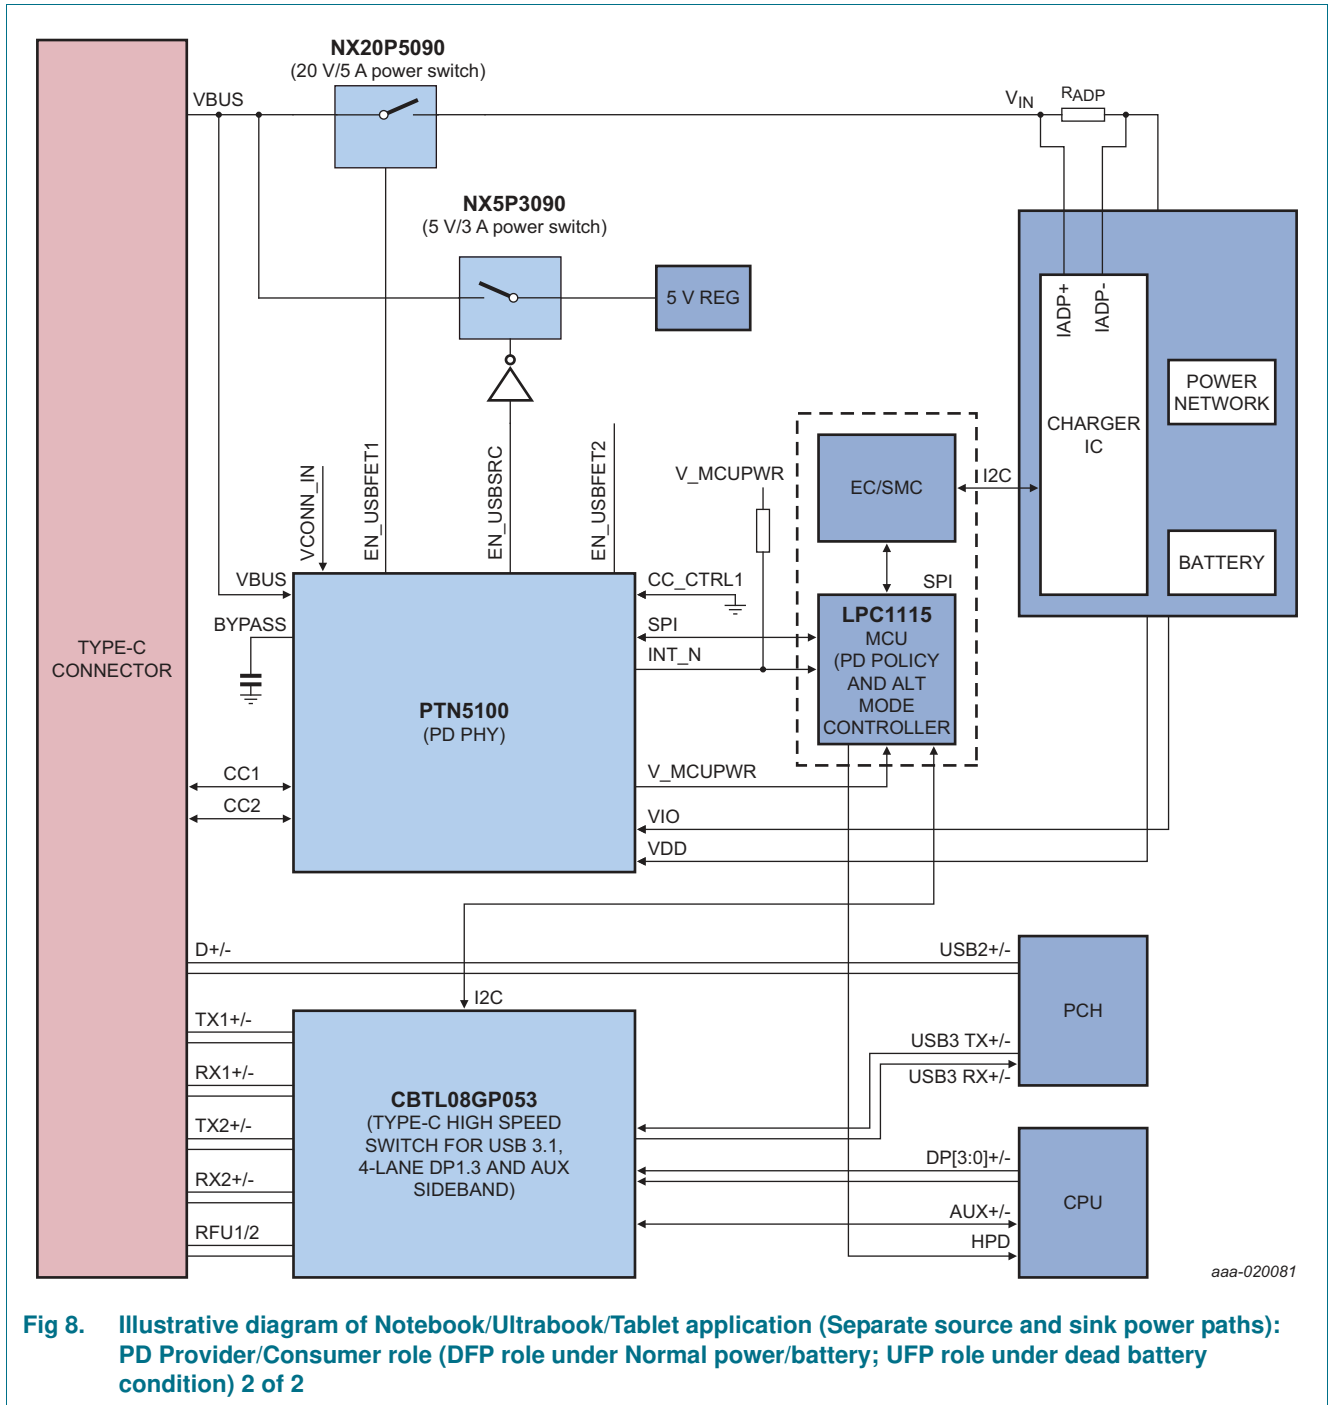 NX20P5090
(20 V/5 A power switch)
VBUS
VIN
RADP
NX5P3090
(5 V/3 A power switch)
5 V REG
IADP+
IADP-
CHARGER
IC
POWER
NETWORK
BATTERY
VCONN_IN
EN_USBFET1
EN_USBSRC
EN_USBFET2
V_MCUPWR
EC/SMC
I2C
SPI
VBUS
BYPASS
CC_CTRL1
SPI
INT_N
LPC1115
MCU
(PD POLICY
AND ALT
MODE
CONTROLLER
TYPE-C
CONNECTOR
PTN5100
(PD PHY)
CC1
CC2
V_MCUPWR
VIO
VDD
D+/-
USB2+/-
I2C
TX1+/-
RX1+/-
TX2+/-
RX2+/-
RFU1/2
CBTL08GP053
(TYPE-C HIGH SPEED
SWITCH FOR USB 3.1,
4-LANE DP1.3 AND AUX
SIDEBAND)
PCH
USB3 TX+/-
USB3 RX+/-
DP[3:0]+/-
CPU
AUX+/-
HPD
aaa-020081
Fig 8. Illustrative diagram of Notebook/Ultrabook/Tablet application (Separate source and sink power paths):
PD Provider/Consumer role (DFP role under Normal power/battery; UFP role under dead battery
condition) 2 of 2